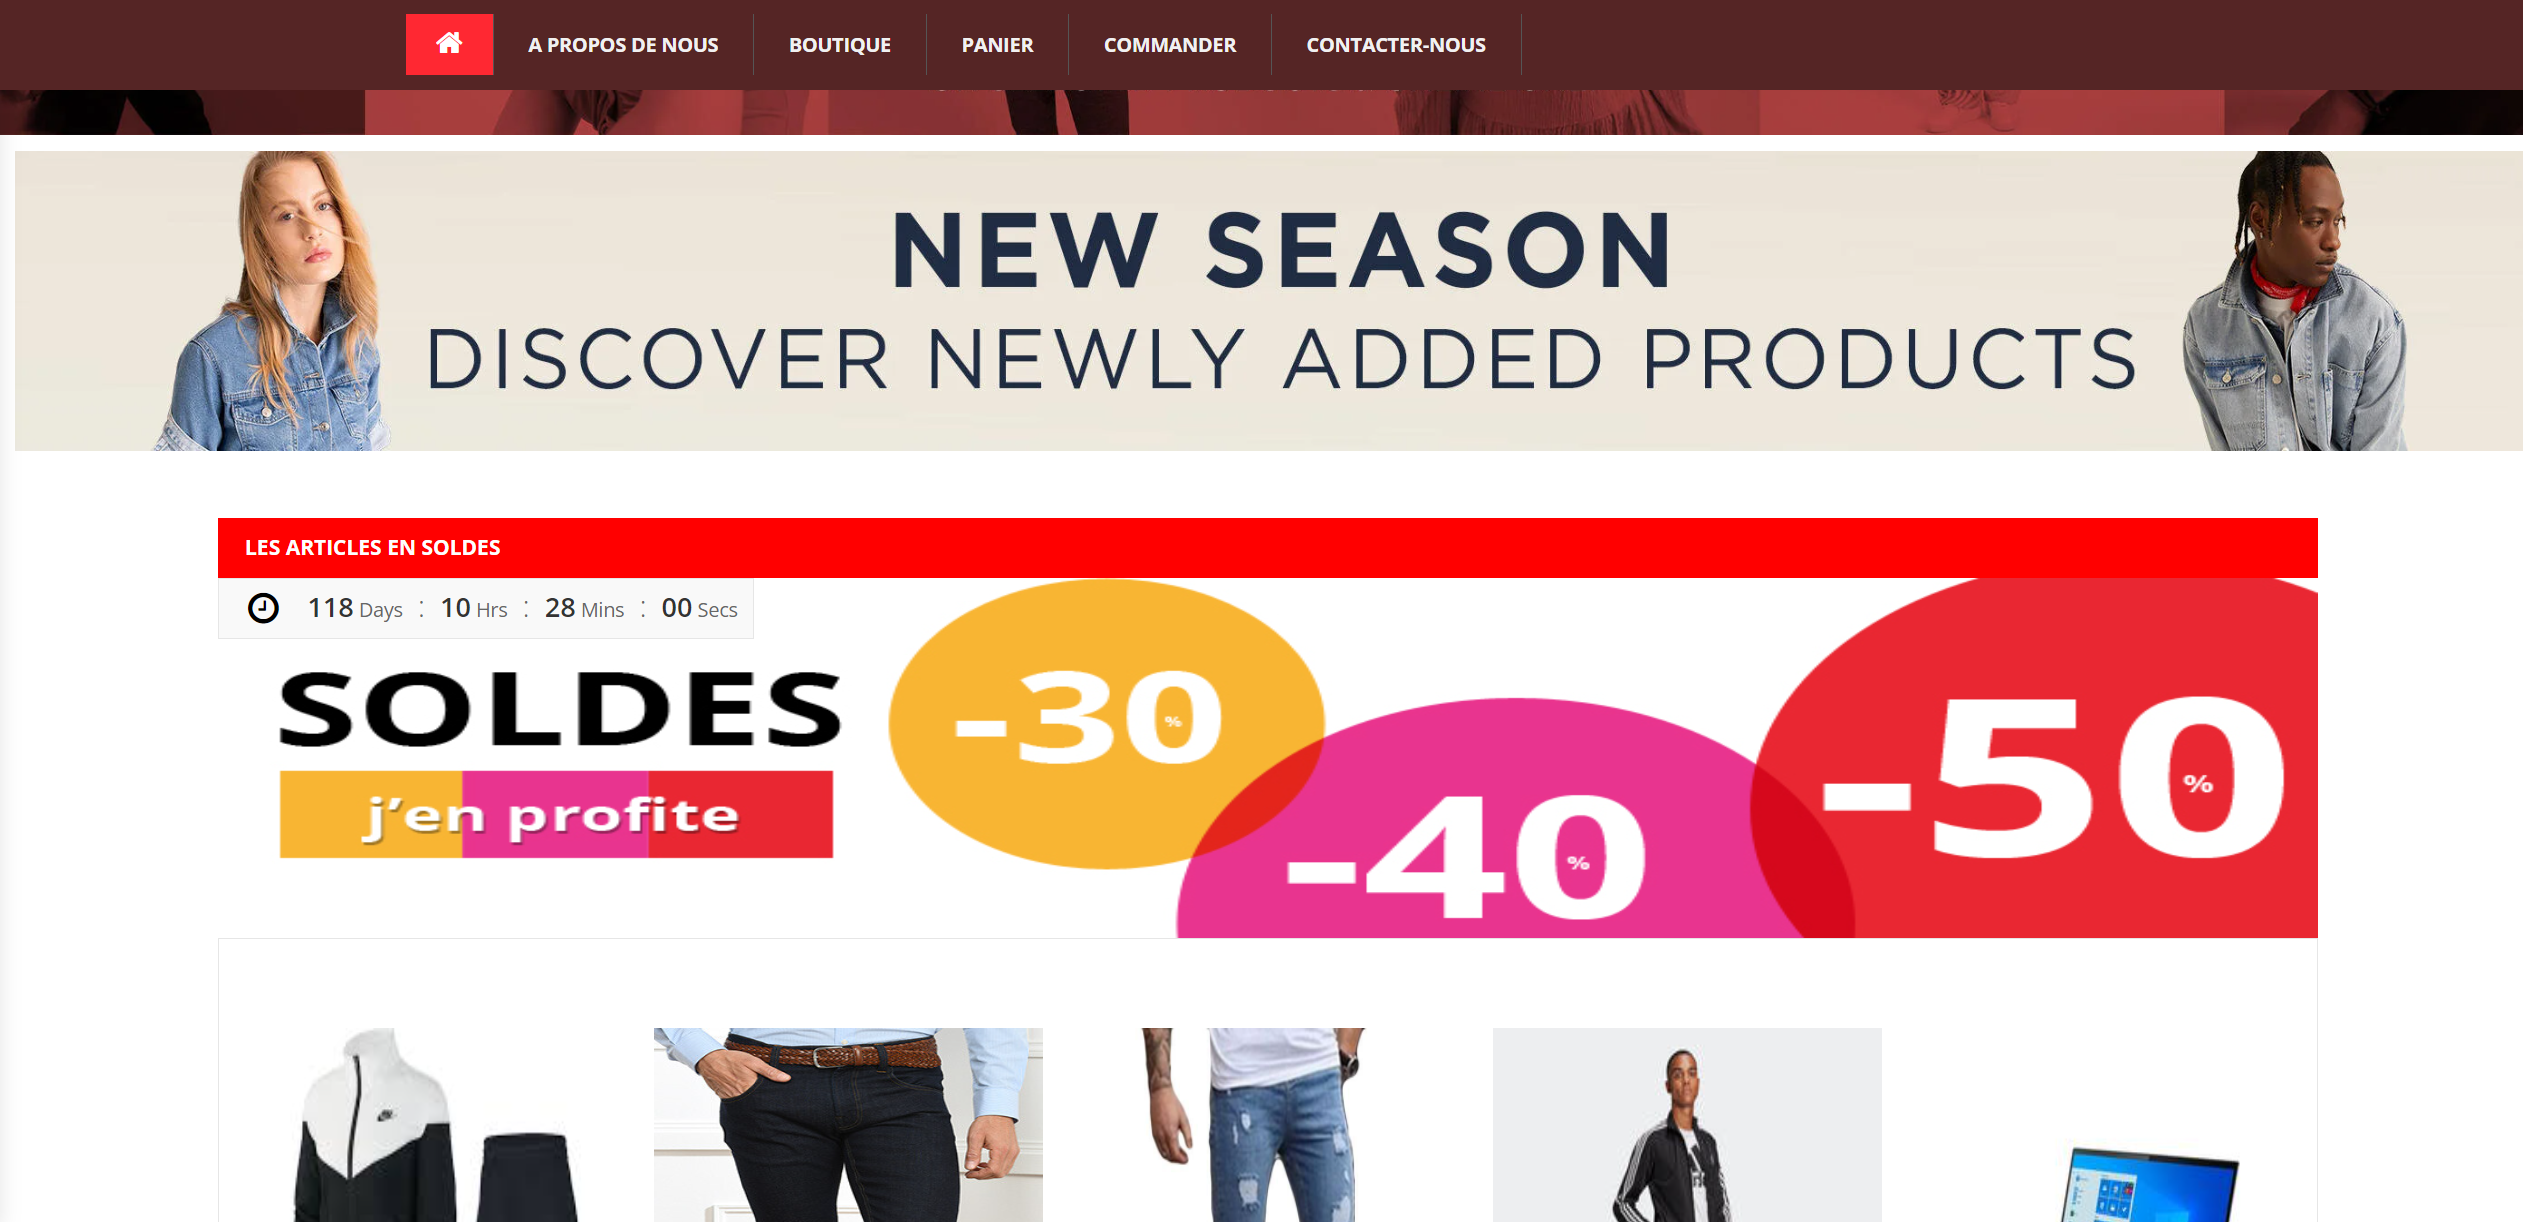 A PROPOS DE NOUS BOUTIQUE PANIER COMMANDER CONTACTER-NOUS
NEW SEASON
DISCOVER NEWLY ADDED PRODUCTS
LES ARTICLES EN SOLDES
118 Days : 10 Hrs : 28 Mins : 00 Secs
SOLDES
j'en profite
-30%
-40%
-50%